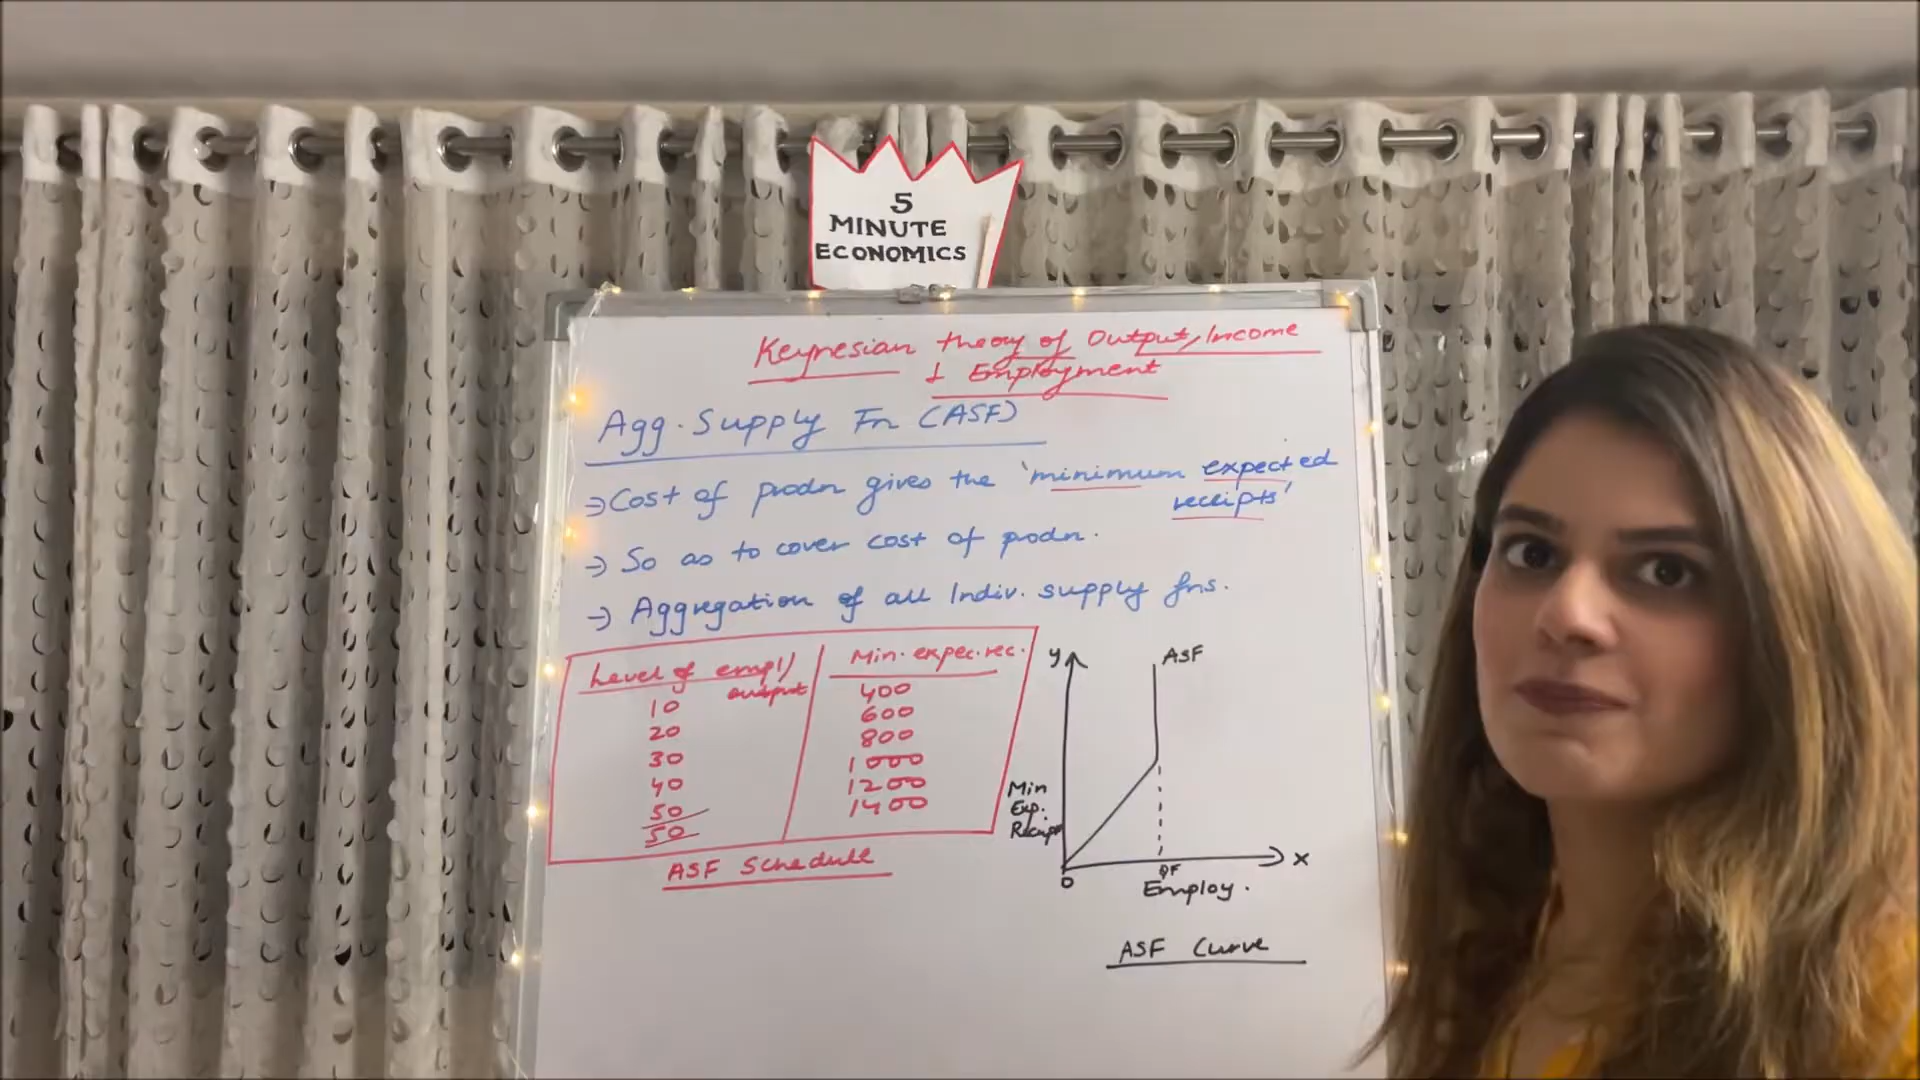 5
MINUTE
ECONOMICS
Keynesian theory of Output/Income
& Employment
Agg. Supply Fn (ASF)
→ Cost of prodn gives the 'minimum expected
receipts'
→ So as to cover cost of prodn.
→ Aggregation of all Indiv. supply fns.
Level of empl/
output
Min. expec. rec.
10 400
20 600
30 800
40 1000
50 1200
50 1400
ASF Schedule
y
ASF
Min
Exp.
Receipt
0
QF
X
Employ.
ASF Curve